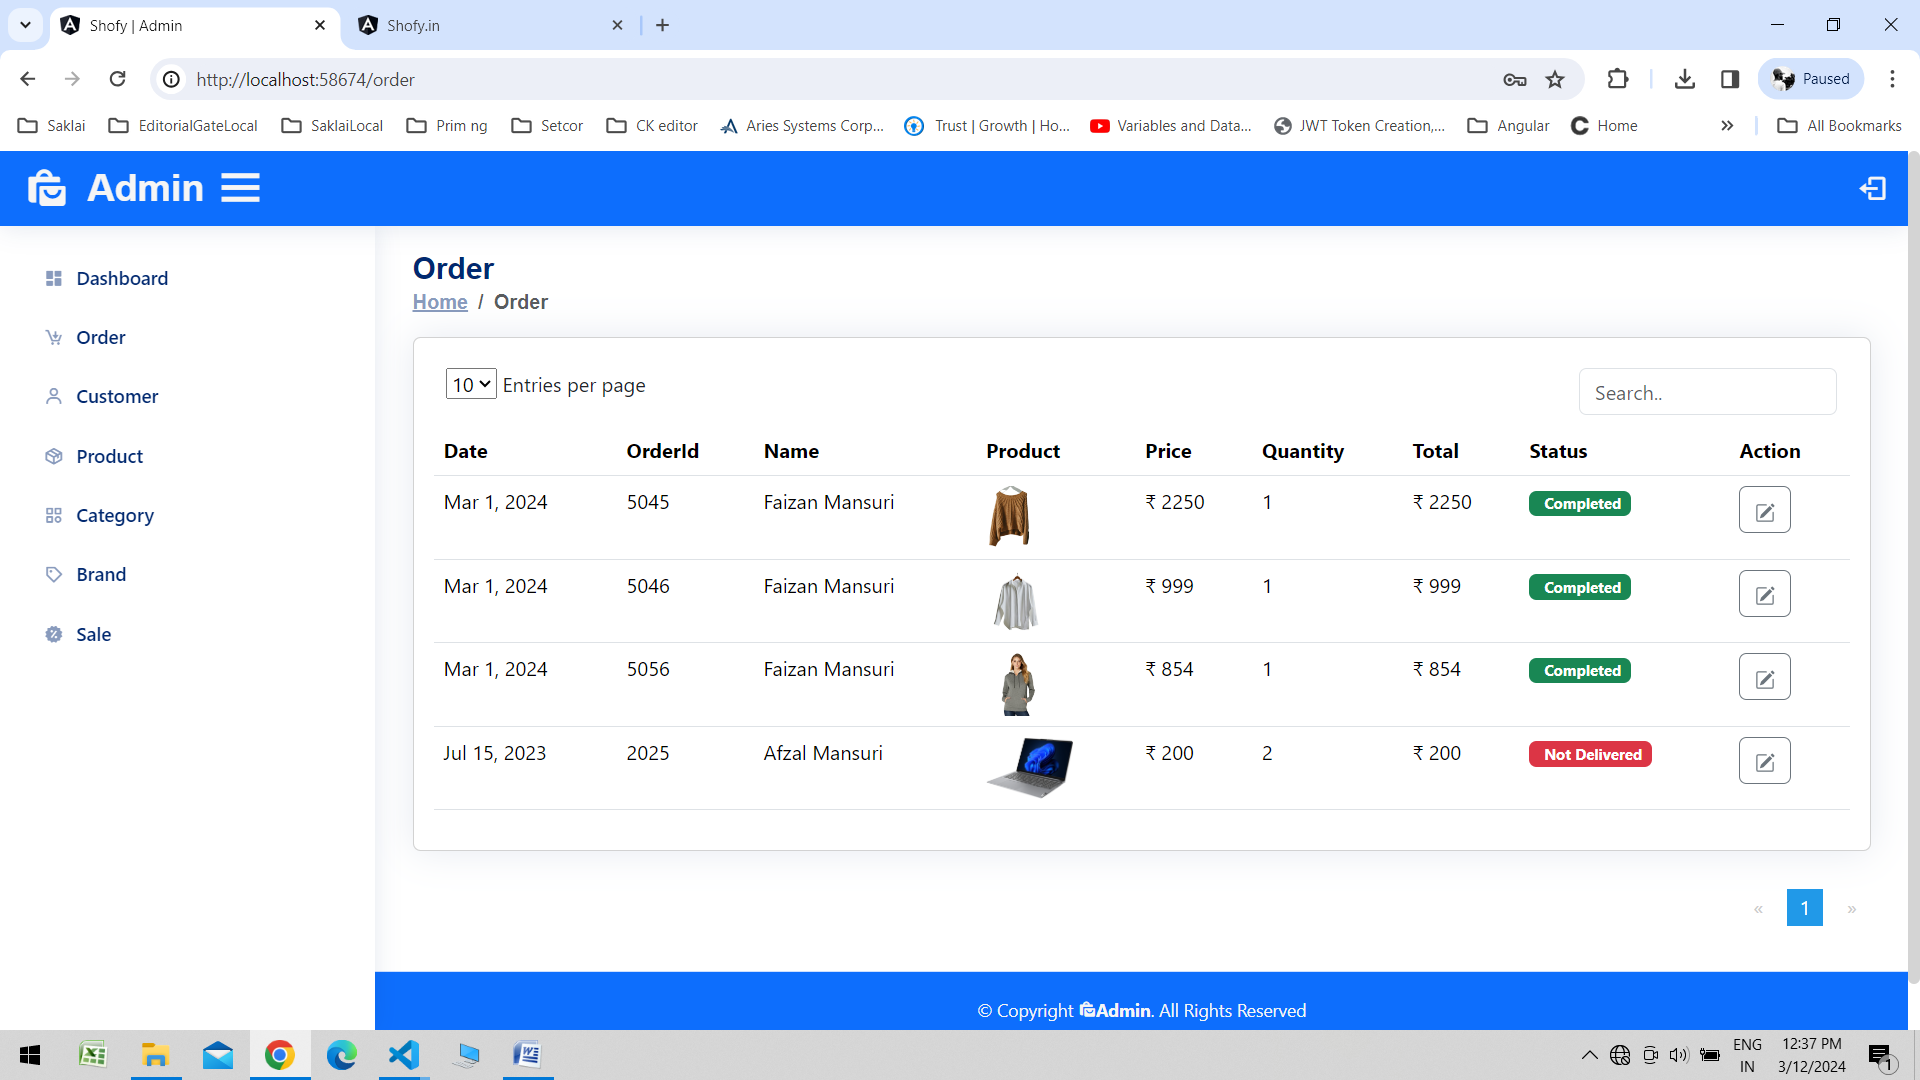 Shofy | Admin
Shofy.in
http://localhost:58674/order
Paused
Saklai
EditorialGateLocal
SaklaiLocal
Prim ng
Setcor
CK editor
Aries Systems Corp...
Trust | Growth | Ho...
Variables and Data...
JWT Token Creation,...
Angular
Home
»
All Bookmarks
Admin
Dashboard
Order
Customer
Product
Category
Brand
Sale
Order
Home / Order
10 Entries per page
Search..
Date OrderId Name Product Price Quantity Total Status Action
Mar 1, 2024 5045 Faizan Mansuri ₹ 2250 1 ₹ 2250 Completed
Mar 1, 2024 5046 Faizan Mansuri ₹ 999 1 ₹ 999 Completed
Mar 1, 2024 5056 Faizan Mansuri ₹ 854 1 ₹ 854 Completed
Jul 15, 2023 2025 Afzal Mansuri ₹ 200 2 ₹ 200 Not Delivered
« 1 »
© Copyright Admin. All Rights Reserved
ENG
IN
12:37 PM
3/12/2024
1